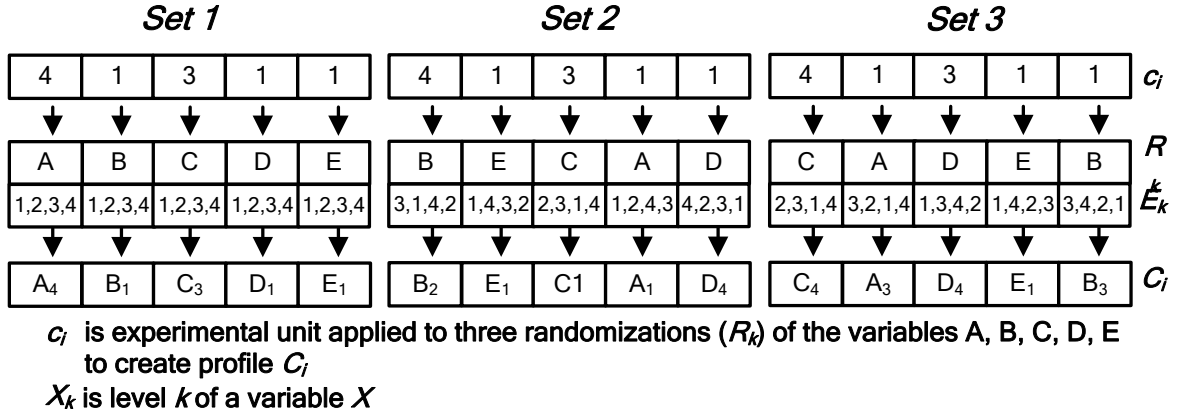 Set 1 Set 2 Set 3
4 1 3 1 1 4 1 3 1 1 4 1 3 1 1 cᵢ
A B C D E B E C A D C A D E B R
k
1,2,3,4 1,2,3,4 1,2,3,4 1,2,3,4 1,2,3,4 3,1,4,2 1,4,3,2 2,3,1,4 1,2,4,3 4,2,3,1 2,3,1,4 3,2,1,4 1,3,4,2 1,4,2,3 3,4,2,1 Eₖ
A₄ B₁ C₃ D₁ E₁ B₂ E₁ C1 A₁ D₄ C₄ A₃ D₄ E₁ B₃ Cᵢ
cᵢ is experimental unit applied to three randomizations (Rₖ) of the variables A, B, C, D, E
to create profile Cᵢ
Xₖ is level k of a variable X